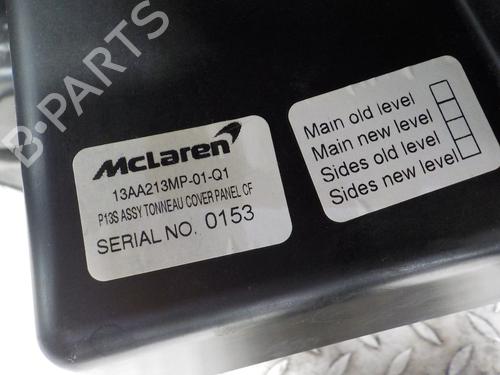 B-PARTS
McLaren
13AA213MP-01-Q1
P13S ASSY TONNEAU COVER PANEL CF
SERIAL NO. 0153
Main old level
Main new level
Sides old level
Sides new level